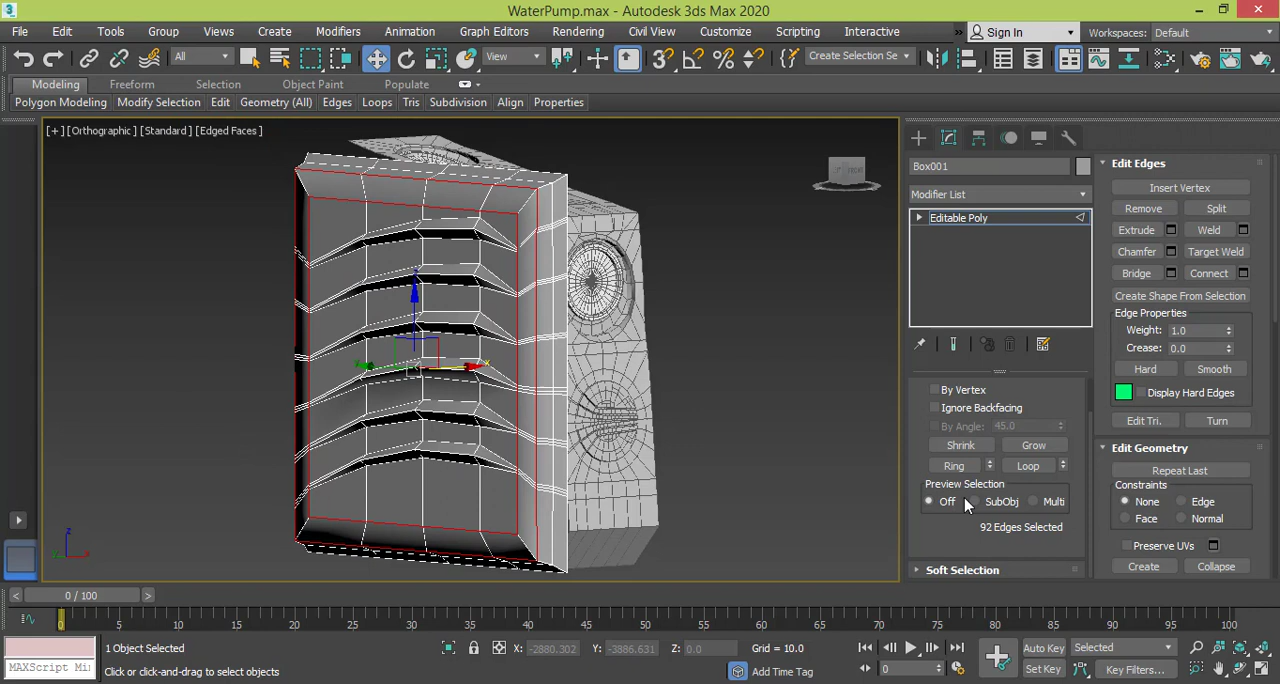 WaterPump.max - Autodesk 3ds Max 2020
File Edit Tools Group Views Create Modifiers Animation Graph Editors Rendering Civil View Customize Scripting Interactive » Sign In Workspaces: Default
All View Create Selection Se
Modeling Freeform Selection Object Paint Populate
Polygon Modeling Modify Selection Edit Geometry (All) Edges Loops Tris Subdivision Align Properties
[+] [Orthographic] [Standard] [Edged Faces]
Box001
Modifier List
Editable Poly
By Vertex
Ignore Backfacing
By Angle: 45.0
Shrink Grow
Ring Loop
Preview Selection
Off SubObj Multi
92 Edges Selected
Soft Selection
Edit Edges
Insert Vertex
Remove Split
Extrude Weld
Chamfer Target Weld
Bridge Connect
Create Shape From Selection
Edge Properties
Weight: 1.0
Crease: 0.0
Hard Smooth
Display Hard Edges
Edit Tri. Turn
Edit Geometry
Repeat Last
Constraints
None Edge
Face Normal
Preserve UVs
Create Collapse
0 / 100
0 5 10 15 20 25 30 35 40 45 50 55 60 65 70 75 80 85 90 95 100
1 Object Selected X: -2880.302 Y: -3886.631 Z: 0.0 Grid = 10.0 Auto Key Selected
MAXScript Mi Click or click-and-drag to select objects Add Time Tag 0 Set Key Key Filters...